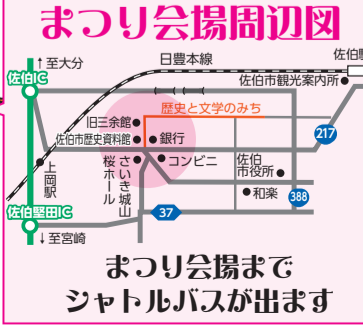 まつり会場周辺図
↑至大分
日豊本線
佐伯駅
佐伯IC
佐伯市観光案内所
歴史と文学のみち
旧三余館
217
佐伯市歴史資料館
銀行
コンビニ
上岡駅
さいき城山
桜ホール
佐伯
市役所
和楽
388
佐伯堅田IC
37
↓至宮崎
まつり会場まで
シャトルバスが出ます